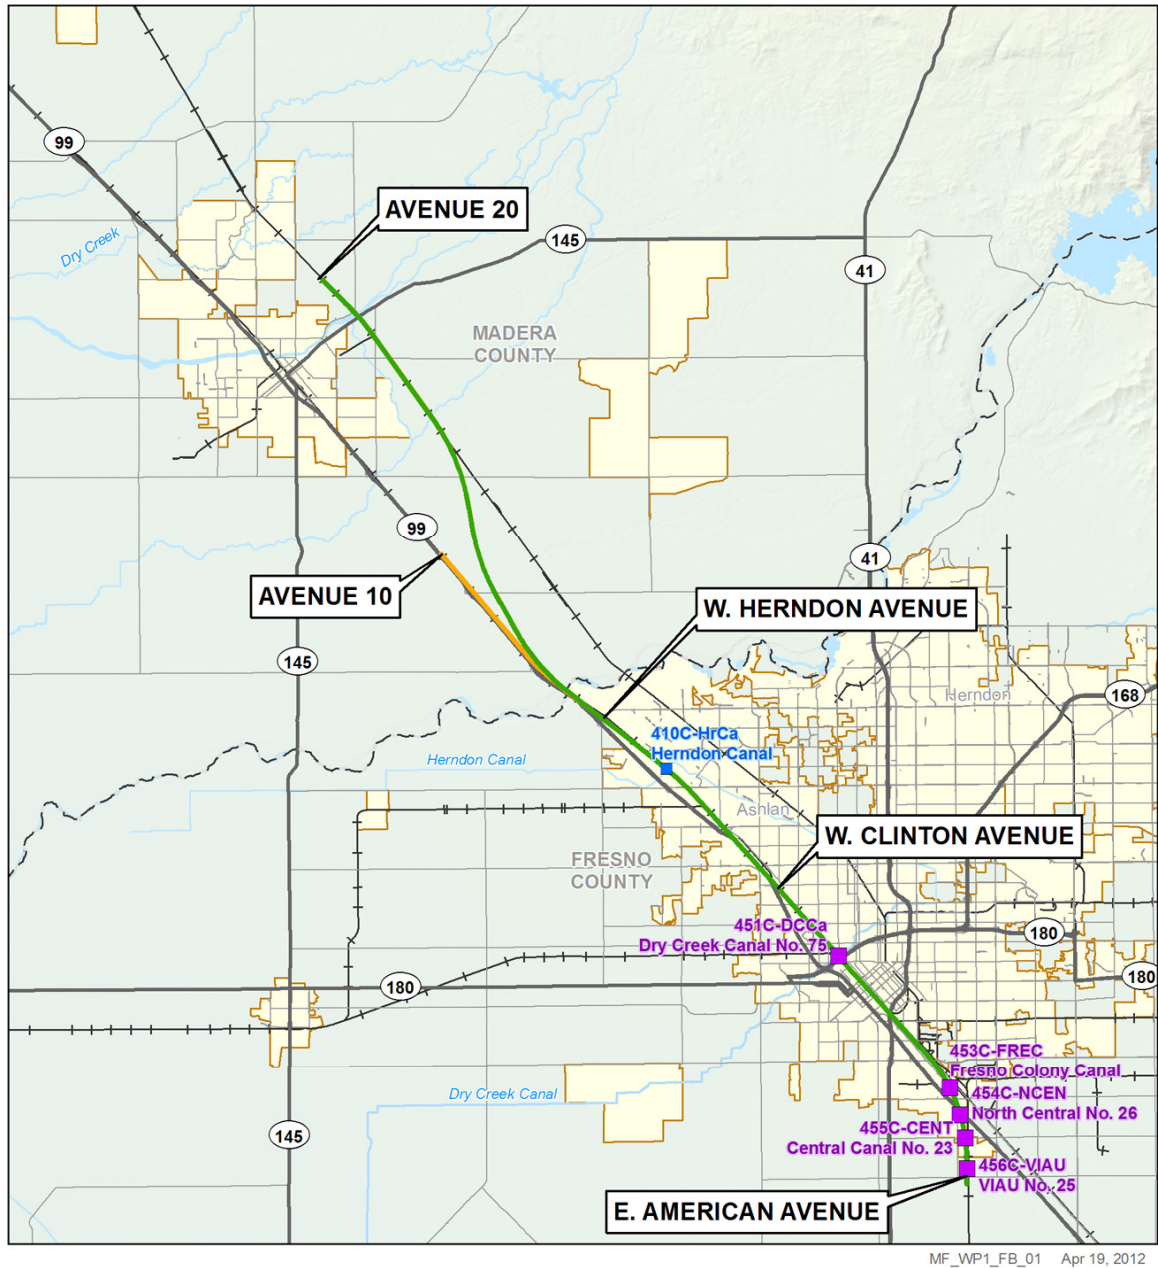 99
AVENUE 20
Dry Creek
145
41
MADERA
COUNTY
99
41
AVENUE 10
W. HERNDON AVENUE
145
Herndon
168
410C-HrCa
Herndon Canal
Herndon Canal
Ashlan
W. CLINTON AVENUE
FRESNO
COUNTY
451C-DCCa
Dry Creek Canal No. 75
180
180
180
453C-FREC
Fresno Colony Canal
Dry Creek Canal
454C-NCEN
North Central No. 26
455C-CENT
Central Canal No. 23
145
456C-VIAU
VIAU No. 25
E. AMERICAN AVENUE
MF_WP1_FB_01 Apr 19, 2012